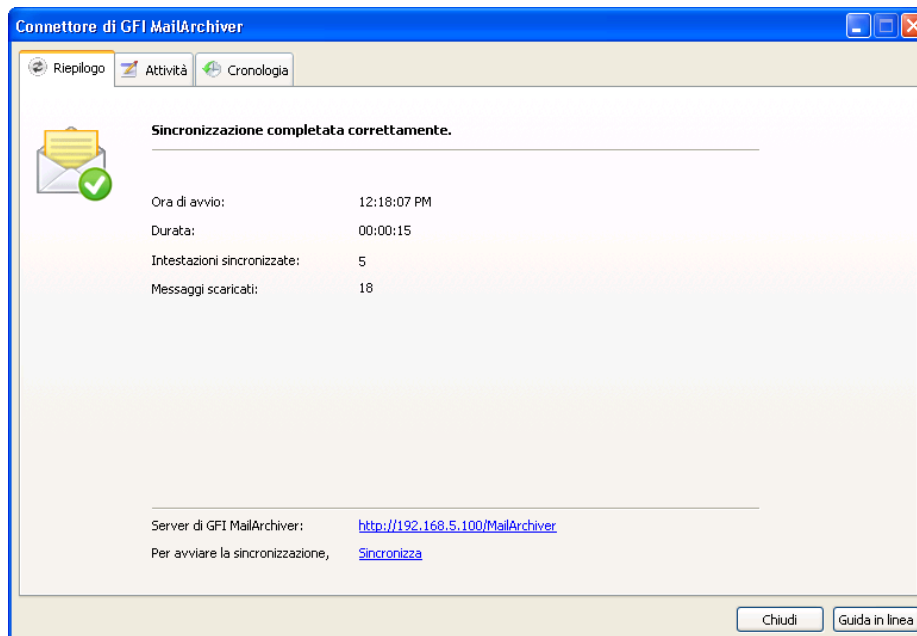 Connettore di GFI MailArchiver
Riepilogo Attività Cronologia
Sincronizzazione completata correttamente.
Ora di avvio: 12:18:07 PM
Durata: 00:00:15
Intestazioni sincronizzate: 5
Messaggi scaricati: 18
Server di GFI MailArchiver: http://192.168.5.100/MailArchiver
Per avviare la sincronizzazione, Sincronizza
Chiudi Guida in linea